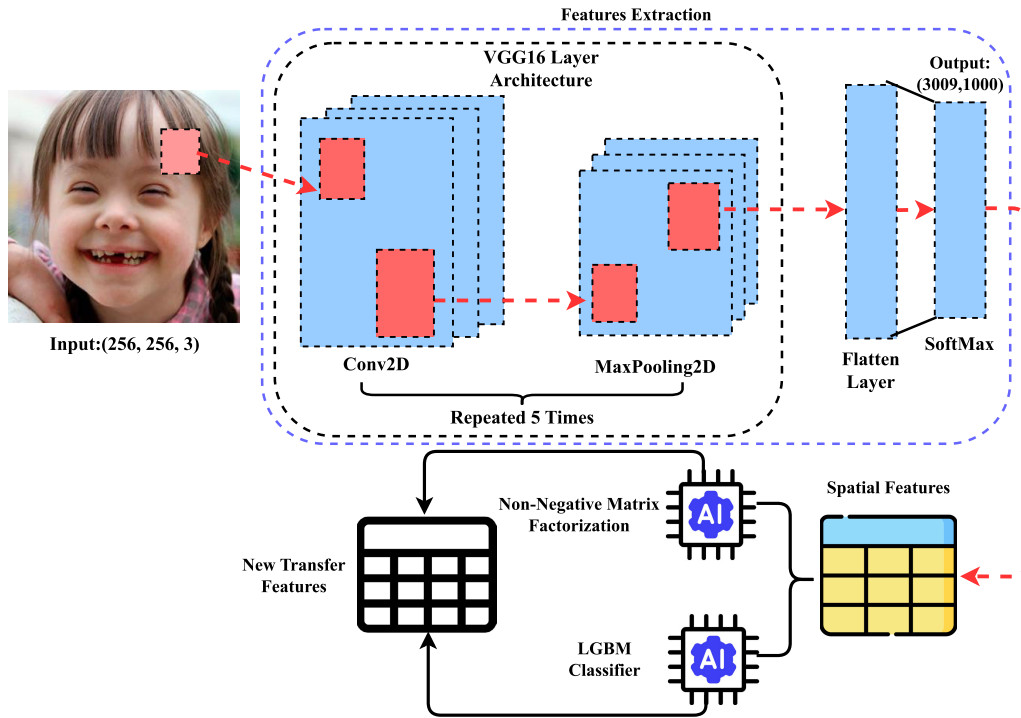 Features Extraction
VGG16 Layer
Architecture
Output:
(3009,1000)
Input:(256, 256, 3)
Conv2D
MaxPooling2D
Flatten
Layer
SoftMax
Repeated 5 Times
Spatial Features
Non-Negative Matrix
Factorization
AI
New Transfer
Features
LGBM
Classifier
AI